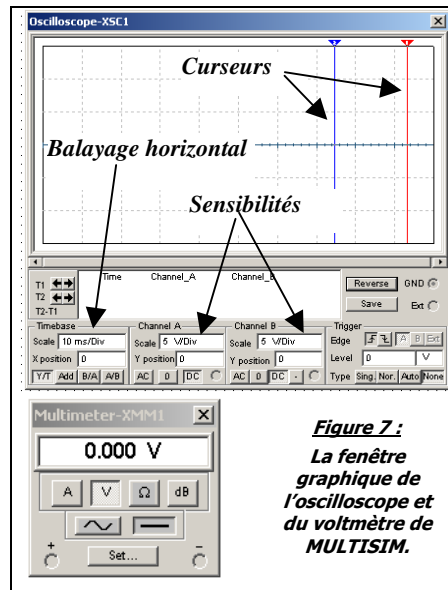 Oscilloscope-XSC1
Curseurs
Balayage horizontal
Sensibilités
Time Channel_A Channel_B
T1
T2
T2-T1
Reverse GND
Save Ext
Timebase Channel A Channel B Trigger
Scale 10 ms/Div Scale 5 V/Div Scale 5 V/Div Edge A B Ext
X position 0 Y position 0 Y position 0 Level 0 V
Y/T Add B/A A/B AC 0 DC AC 0 DC - Type Sing. Nor. Auto None
Multimeter-XMM1 X
0.000 V
A V Ω dB
+ Set... -
Figure 7 :
La fenêtre
graphique de
l'oscilloscope et
du voltmètre de
MULTISIM.